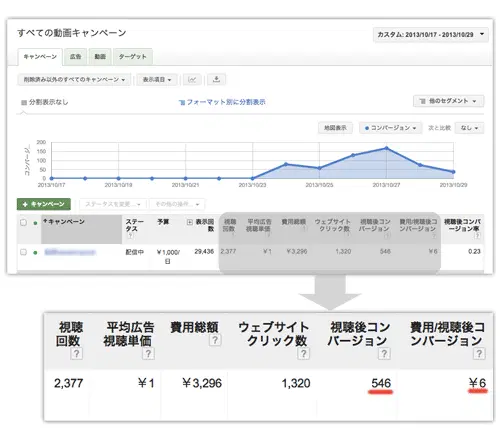 すべての動画キャンペーン
カスタム: 2013/10/17 - 2013/10/29
キャンペーン 広告 動画 ターゲット
削除済み以外のすべてのキャンペーン 表示項目
分割表示なし フォーマット別に分割表示 他のセグメント
地図表示 コンバージョン 次と比較 なし
コンバージ...
200
150
100
50
0
2013/10/17 2013/10/19 2013/10/21 2013/10/23 2013/10/25 2013/10/27 2013/10/29
+ キャンペーン ステータスを変更... その他の操作...
キャンペーン ステータス ? 予算 ? 表示回数 ? 視聴回数 ? 平均広告視聴単価 ? 費用総額 ? ウェブサイトクリック数 ? 視聴後コンバージョン ? 費用/視聴後コンバージョン ? 視聴後コンバージョン率 ?
配信中 ¥1,000/日 29,436 2,377 ¥1 ¥3,296 1,320 546 ¥6 0.23
視聴 平均広告 費用総額 ウェブサイト 視聴後コン 費用/視聴後コ
回数 視聴単価 ? クリック数 バージョン ンバージョン
? ? ? ? ?
2,377 ¥1 ¥3,296 1,320 546 ¥6